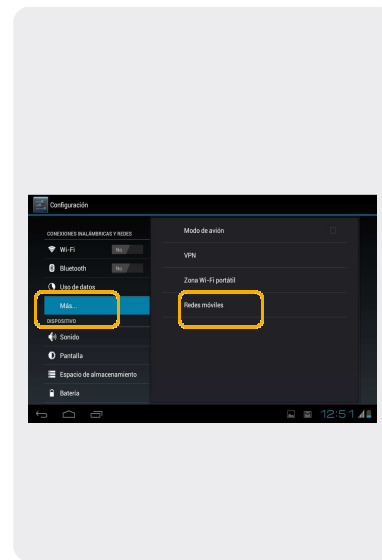 Configuración
CONEXIONES INALÁMBRICAS Y REDES
Wi-Fi
No
Bluetooth
No
Uso de datos
Más...
DISPOSITIVO
Sonido
Pantalla
Espacio de almacenamiento
Batería
Modo de avión
VPN
Zona Wi-Fi portátil
Redes móviles
12:51